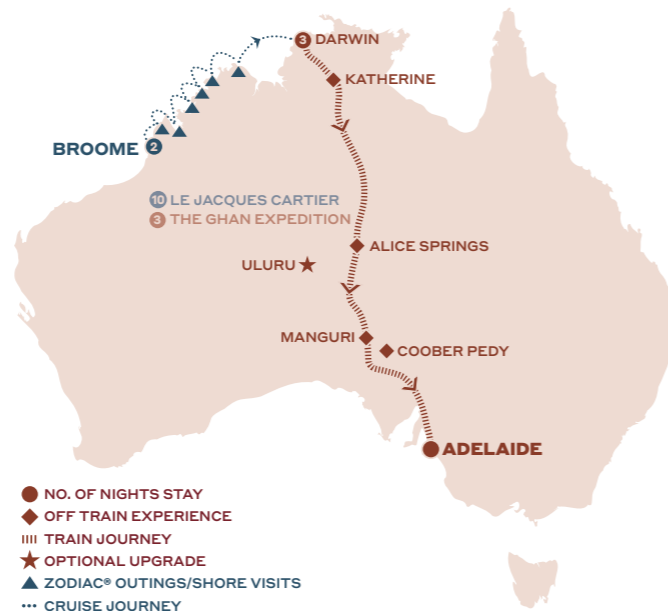 3 DARWIN
KATHERINE
BROOME 2
10 LE JACQUES CARTIER
3 THE GHAN EXPEDITION
ALICE SPRINGS
ULURU
MANGURI
COOBER PEDY
ADELAIDE
NO. OF NIGHTS STAY
OFF TRAIN EXPERIENCE
TRAIN JOURNEY
OPTIONAL UPGRADE
ZODIAC® OUTINGS/SHORE VISITS
CRUISE JOURNEY